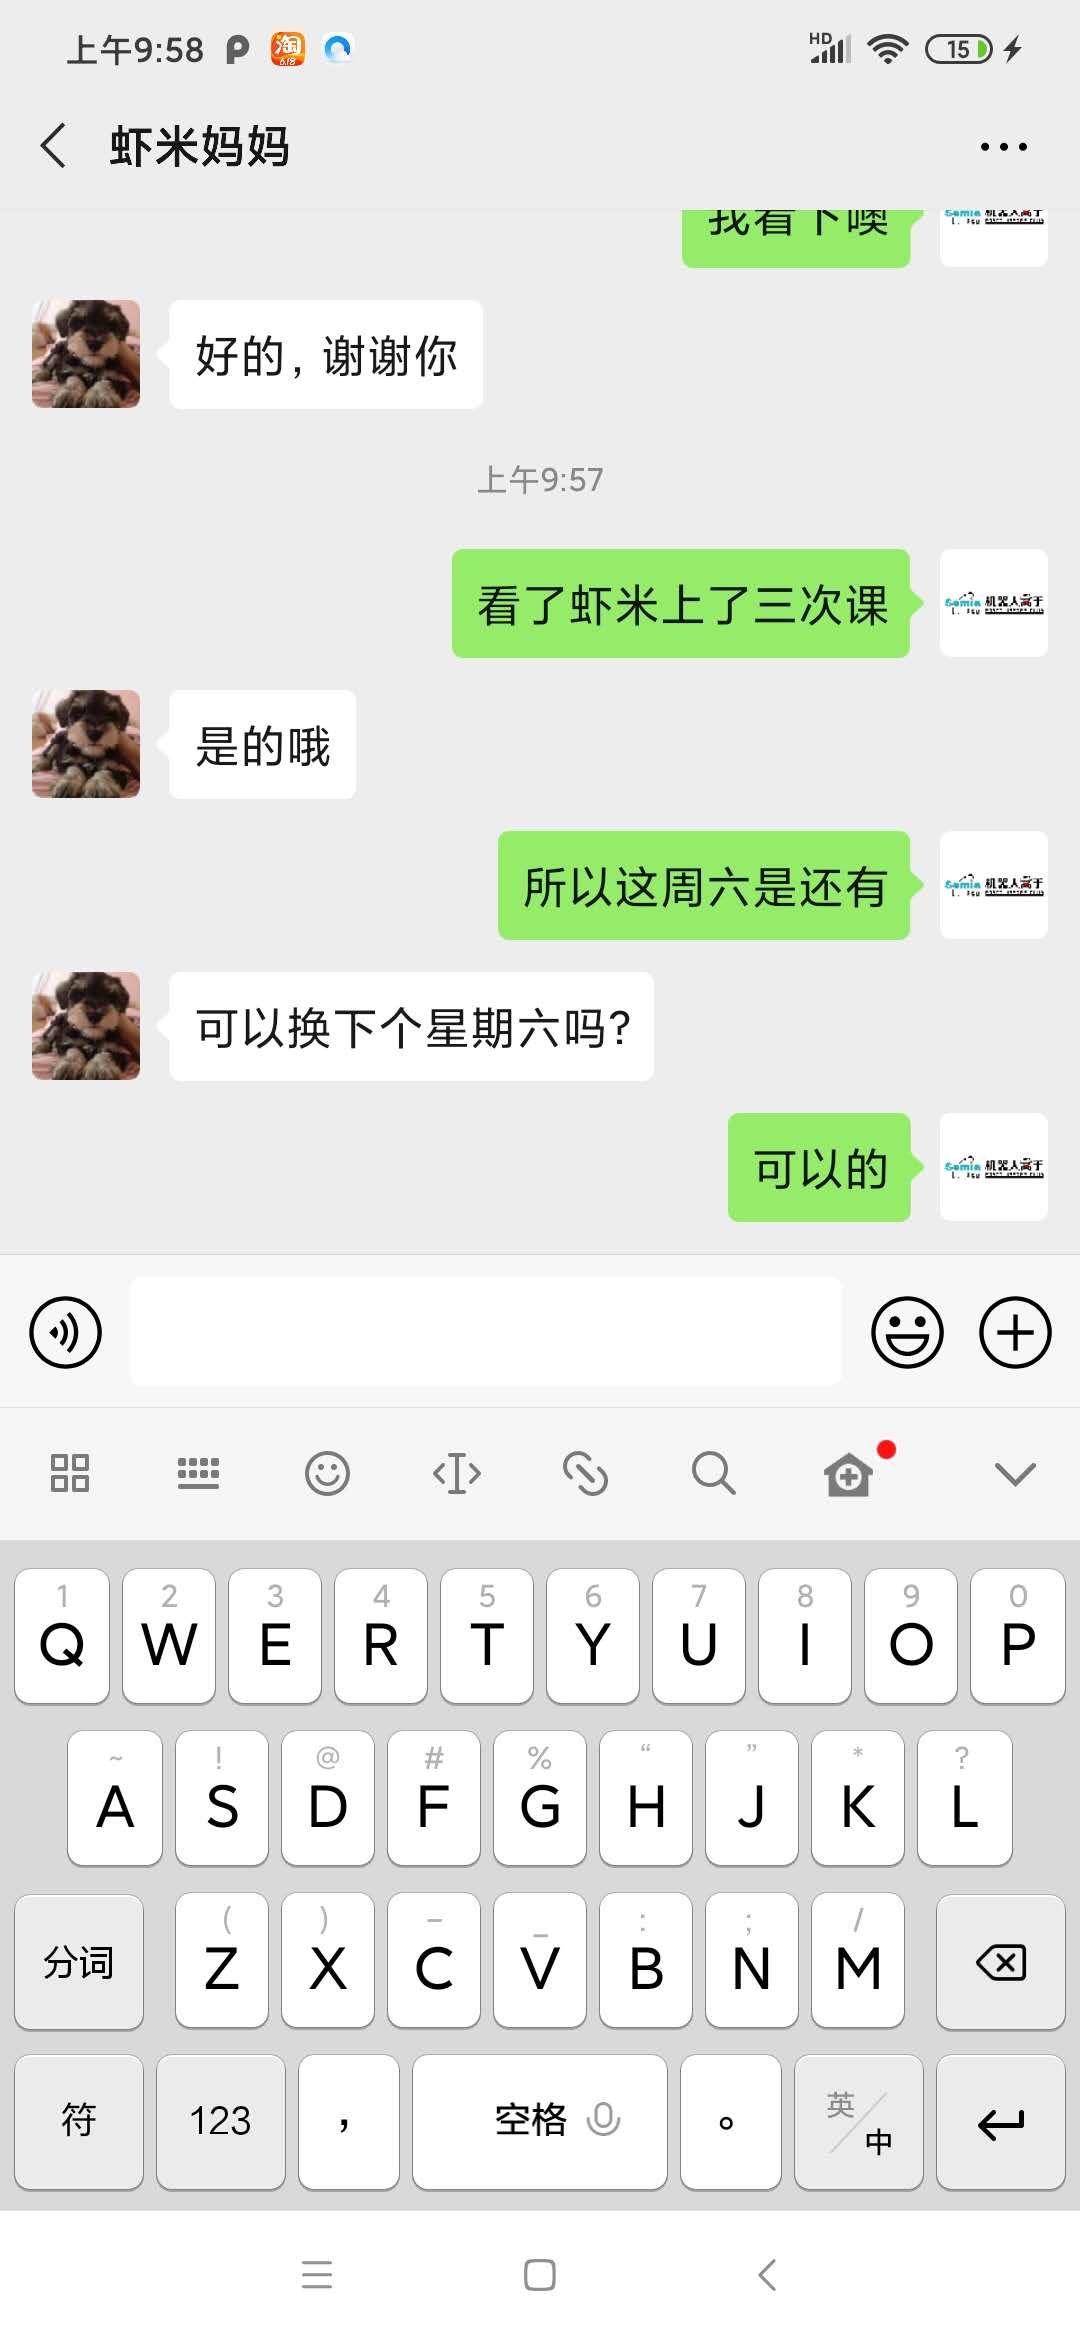 上午9:58
淘
6.18
HD
15
虾米妈妈
我看下噢
好的，谢谢你
上午9:57
看了虾米上了三次课
是的哦
所以这周六是还有
可以换下个星期六吗?
可以的
1 2 3 4 5 6 7 8 9 0
Q W E R T Y U I O P
~ ! @ # % “ ” * ?
A S D F G H J K L
( ) － _ : ; /
分词 Z X C V B N M
符 123 ， 空格 。 英/中